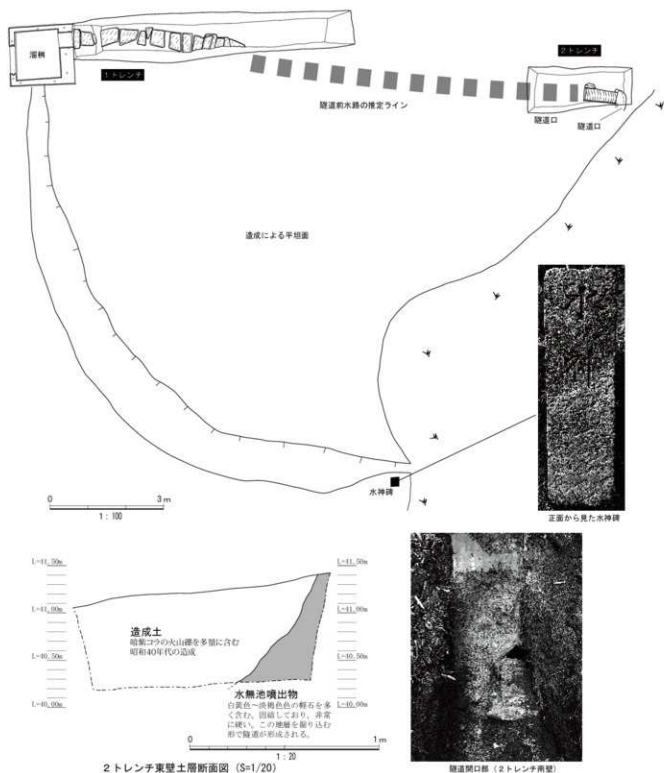 溜桝
1トレンチ
2トレンチ
隧道口
隧道口
隧道前水路の推定ライン
造成による平坦面
水神
水神碑
正面から見た水神碑
0
3m
1:100
L=41.50m
L=41.00m
L=40.50m
L=40.00m
L=41.50m
L=41.00m
L=40.50m
L=40.00m
造成土
暗紫コラの火山礫を多量に含む
昭和40年代の造成
水無池噴出物
白黄色~淡褐色の軽石を多
く含む。固結しており、非常
に硬い。この地層を掘り込む
形で隧道が形成される。
0
1m
1:20
2トレンチ東壁土層断面図(S=1/20)
隧道開口部(2トレンチ南壁)